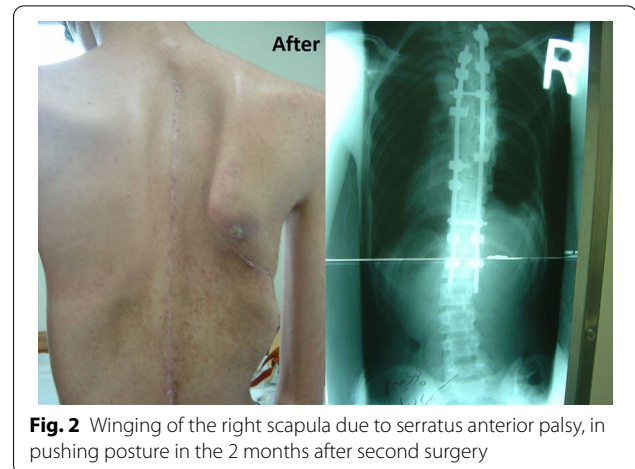 After
R
Fig. 2 Winging of the right scapula due to serratus anterior palsy, in
pushing posture in the 2 months after second surgery